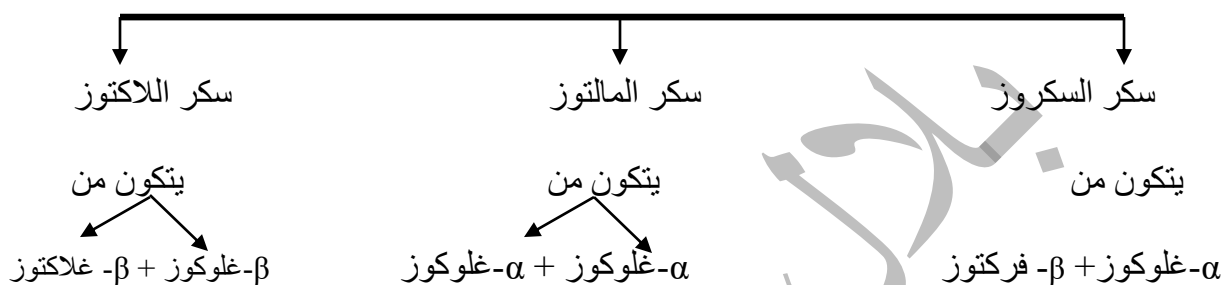 سكر السكروز سكر المالتوز سكر اللاكتوز
يتكون من يتكون من يتكون من
α-غلوكوز+ β- فركتوز α-غلوكوز + α-غلوكوز β-غلوكوز + β- غلاكتوز